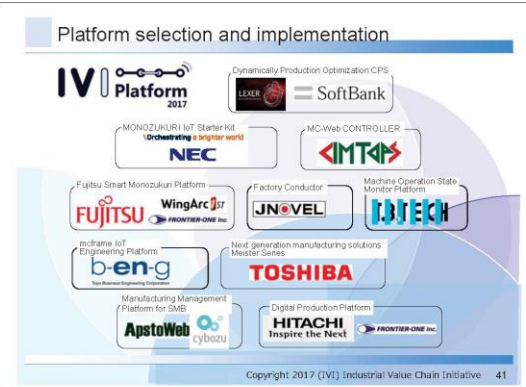 Platform selection and implementation
IVI Platform
2017
Dynamically Production Optimization CPS
LEXER
SoftBank
MONOZUKURI IoT Starter Kit
Orchestrating a brighter world
NEC
MC-Web CONTROLLER
CIMTOPS
Fujitsu Smart Monozukuri Platform
FUJITSU
WingArc 1ST
FRONTIER-ONE Inc.
Factory Conductor
JNOVEL
Machine Operation State
Monitor Platform
I.B.TECH
mcframe IoT
Engineering Platform
b-en-g
Toyo Business Engineering Corporation
Next generation manufacturing solutions
Meister Series
TOSHIBA
Manufacturing Management
Platform for SMB
ApstoWeb
cybozu
Digital Production Platform
HITACHI
Inspire the Next
FRONTIER-ONE Inc.
Copyright 2017 (IVI) Industrial Value Chain Initiative 41